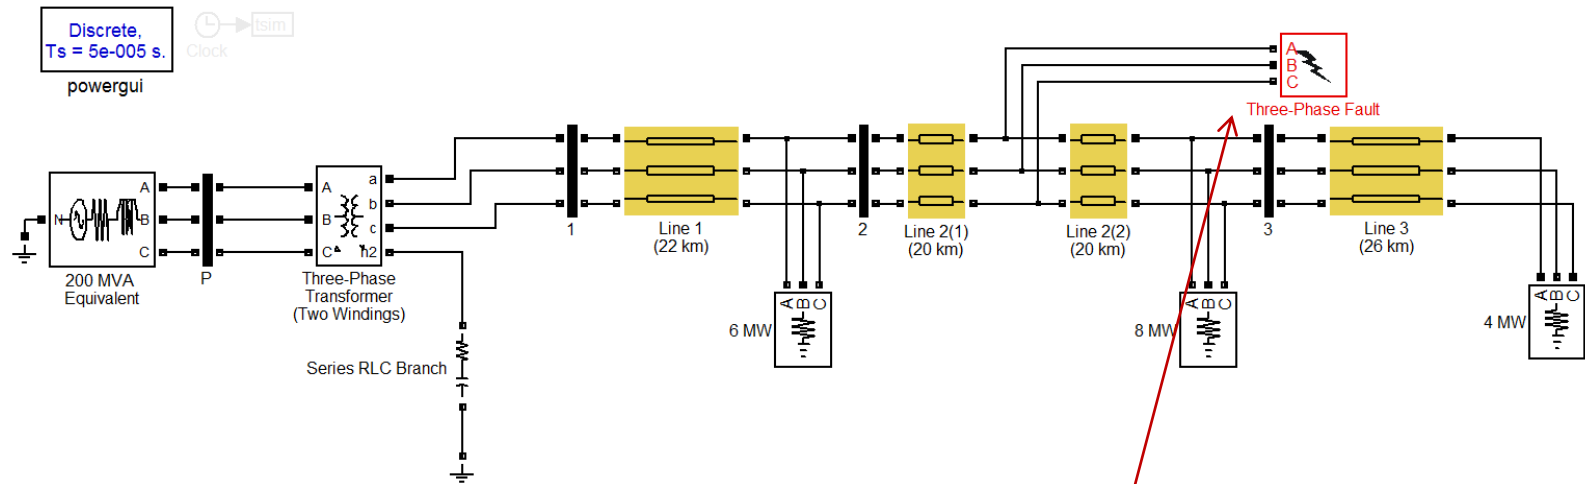 Discrete,
Ts = 5e-005 s.
powergui
tsim
Clock
A
B
C
Three-Phase Fault
N
A
B
C
200 MVA
Equivalent
P
A
B
C
a
b
c
n2
Three-Phase
Transformer
(Two Windings)
Series RLC Branch
1
Line 1
(22 km)
2
Line 2(1)
(20 km)
Line 2(2)
(20 km)
3
Line 3
(26 km)
A B C
6 MW
A B C
8 MW
A B C
4 MW